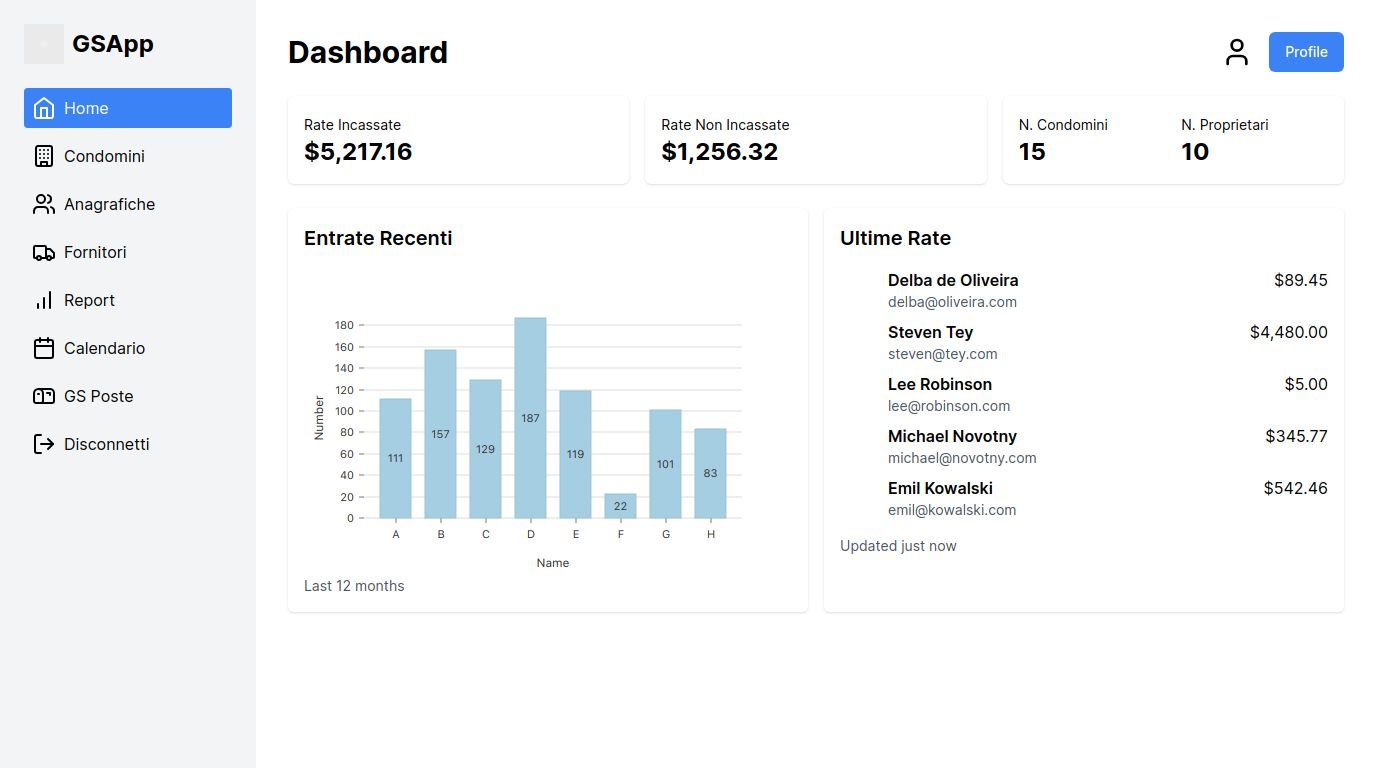 GSApp
Home
Condomini
Anagrafiche
Fornitori
Report
Calendario
GS Poste
Disconnetti
Dashboard
Profile
Rate Incassate
$5,217.16
Rate Non Incassate
$1,256.32
N. Condomini
15
N. Proprietari
10
Entrate Recenti
180
160
140
120
100
80
60
40
20
0
Number
111
157
129
187
119
22
101
83
A B C D E F G H
Name
Last 12 months
Ultime Rate
Delba de Oliveira $89.45
delba@oliveira.com
Steven Tey $4,480.00
steven@tey.com
Lee Robinson $5.00
lee@robinson.com
Michael Novotny $345.77
michael@novotny.com
Emil Kowalski $542.46
emil@kowalski.com
Updated just now